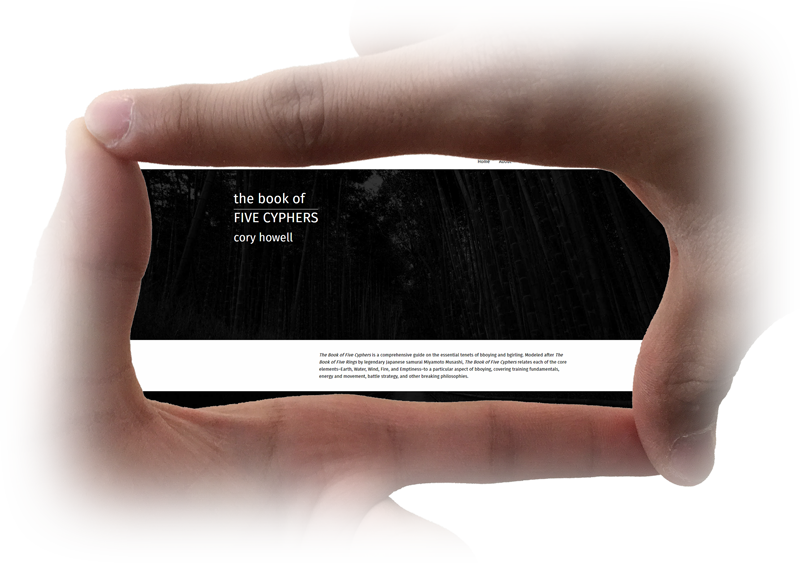 Home About
the book of
FIVE CYPHERS
cory howell
The Book of Five Cyphers is a comprehensive guide on the essential tenets of bboying and bgirling. Modeled after The
Book of Five Rings by legendary Japanese samurai Miyamoto Musashi, The Book of Five Cyphers relates each of the core
elements–Earth, Water, Wind, Fire, and Emptiness–to a particular aspect of bboying, covering training fundamentals,
energy and movement, battle strategy, and other breaking philosophies.